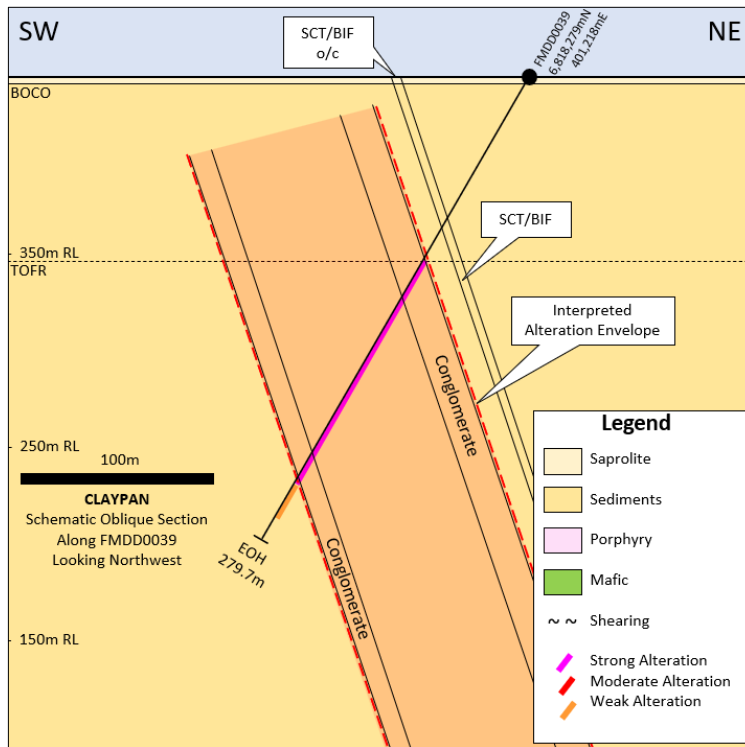 SW
NE
SCT/BIF
o/c
FMDD0039
6,818,279mN
401,218mE
BOCO
SCT/BIF
350m RL
TOFR
Interpreted
Alteration Envelope
Conglomerate
250m RL
100m
CLAYPAN
Schematic Oblique Section
Along FMDD0039
Looking Northwest
EOH
279.7m
Conglomerate
150m RL
Legend
Saprolite
Sediments
Porphyry
Mafic
Shearing
Strong Alteration
Moderate Alteration
Weak Alteration